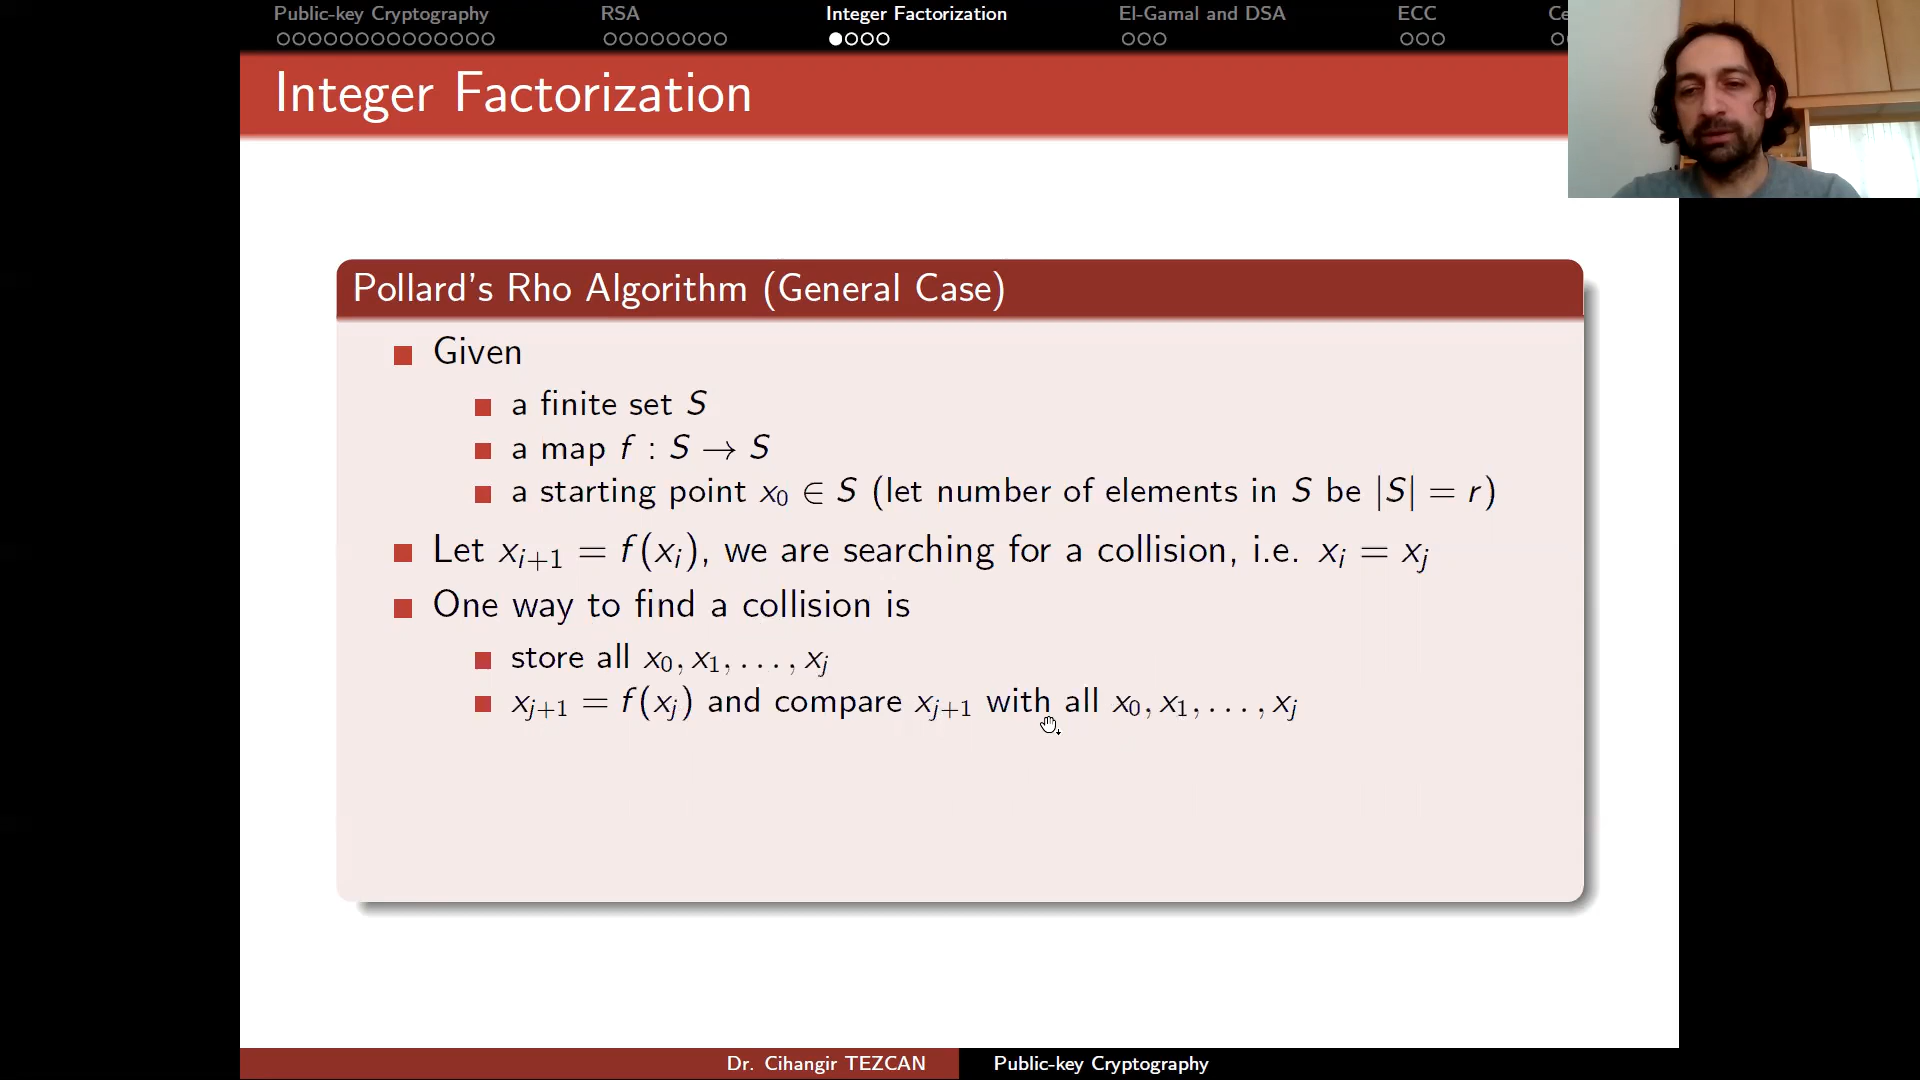 Public-key Cryptography RSA Integer Factorization El-Gamal and DSA ECC Ce
Integer Factorization
Pollard's Rho Algorithm (General Case)
Given
a finite set S
a map f : S → S
a starting point x₀ ∈ S (let number of elements in S be |S| = r)
Let xᵢ₊₁ = f(xᵢ), we are searching for a collision, i.e. xᵢ = xⱼ
One way to find a collision is
store all x₀, x₁, . . . , xⱼ
xⱼ₊₁ = f(xⱼ) and compare xⱼ₊₁ with all x₀, x₁, . . . , xⱼ
Dr. Cihangir TEZCAN Public-key Cryptography